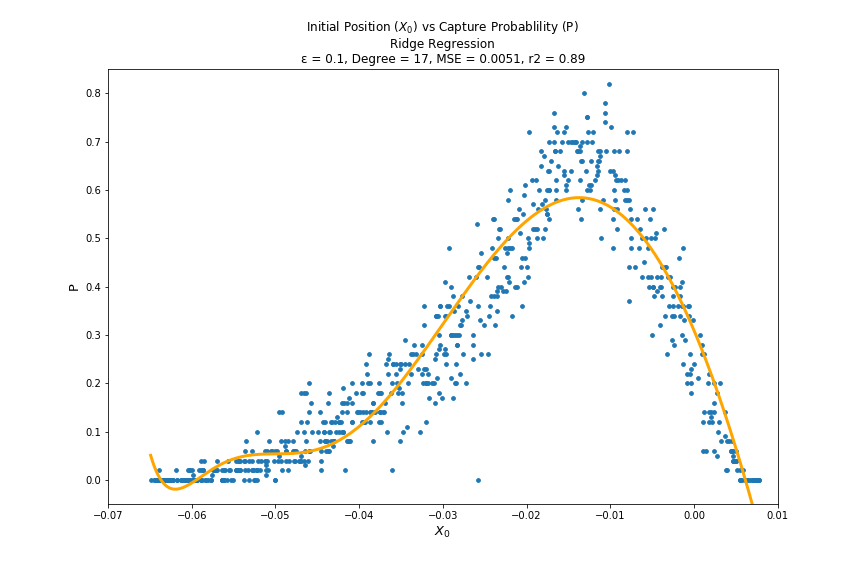 Initial Position (X₀) vs Capture Probablility (P)
Ridge Regression
ε = 0.1, Degree = 17, MSE = 0.0051, r2 = 0.89
0.8
0.7
0.6
0.5
0.4
0.3
0.2
0.1
0.0
P
−0.07 −0.06 −0.05 −0.04 −0.03 −0.02 −0.01 0.00 0.01
X₀